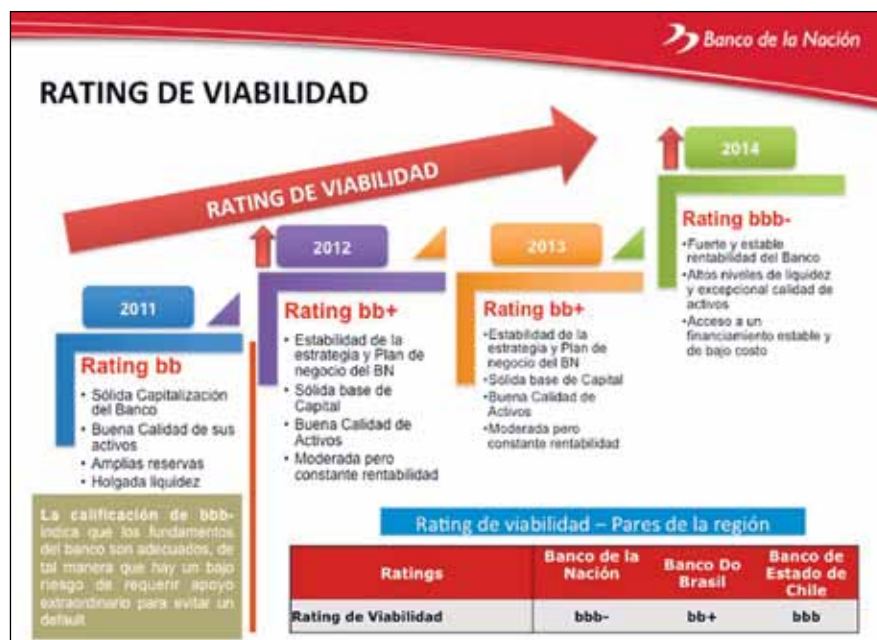 Banco de la Nación
RATING DE VIABILIDAD
RATING DE VIABILIDAD
2011
Rating bb
• Sólida Capitalización
del Banco
• Buena Calidad de sus
activos
• Amplias reservas
• Holgada liquidez
2012
Rating bb+
• Estabilidad de la
estrategia y Plan de
negocio del BN
• Sólida base de
Capital
• Buena Calidad de
Activos
• Moderada pero
constante rentabilidad
2013
Rating bb+
•Estabilidad de la
estrategia y Plan de
negocio del BN
•Sólida base de Capital
•Buena Calidad de
Activos
•Moderada pero
constante rentabilidad
2014
Rating bbb-
•Fuerte y estable
rentabilidad del Banco
•Altos niveles de liquidez
y excepcional calidad de
activos
•Acceso a un
financiamiento estable y
de bajo costo
La calificación de bbb-
indica que los fundamentos
del banco son adecuados, de
tal manera que hay un bajo
riesgo de requerir apoyo
extraordinario para evitar un
default
Rating de viabilidad – Pares de la región
Ratings
Banco de la
Nación
Banco Do
Brasil
Banco de
Estado de
Chile
Rating de Viabilidad
bbb-
bb+
bbb